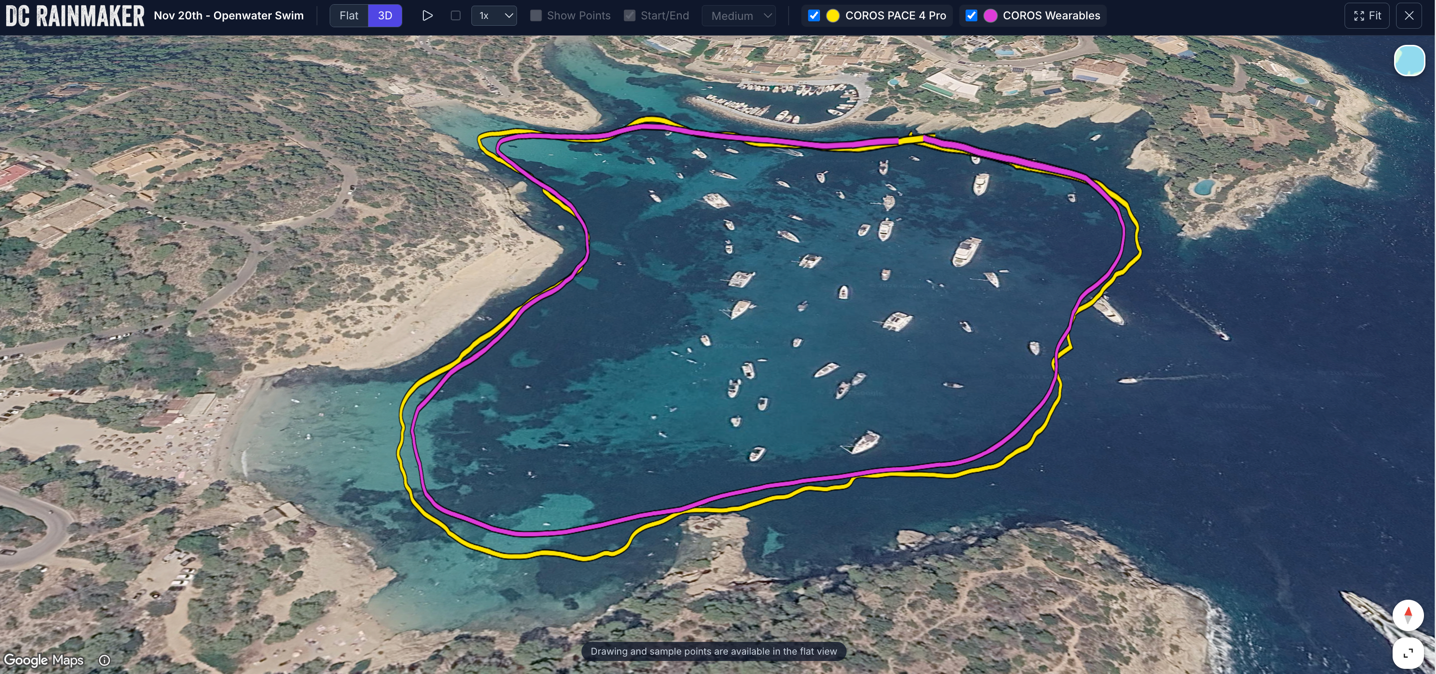 DC RAINMAKER Nov 20th - Openwater Swim Flat 3D 1x Show Points Start/End Medium COROS PACE 4 Pro COROS Wearables Fit
Drawing and sample points are available in the flat view
Google Maps